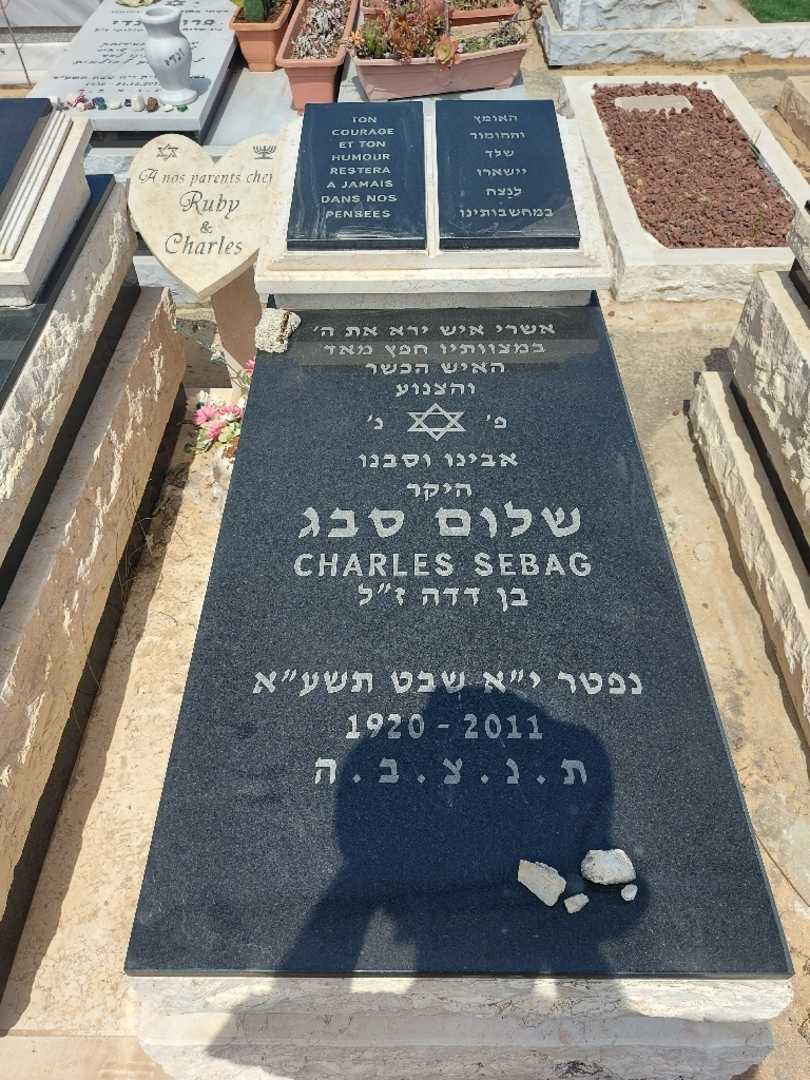 TON
COURAGE
ET TON
HUMOUR
RESTERA
A JAMAIS
DANS NOS
PENSEES
האומץ
וההומור
שלך
יישארו
לנצח
במחשבותינו
A nos parents cheris
Ruby
&
Charles
אשרי איש ירא את ה׳
במצוותיו חפץ מאד
האיש הכשר
והצנוע
פ׳ נ׳
אבינו וסבנו
היקר
שלום סבג
CHARLES SEBAG
בן דדה ז״ל
נפטר י״א שבט תשע״א
1920 - 2011
ת . נ . צ . ב . ה